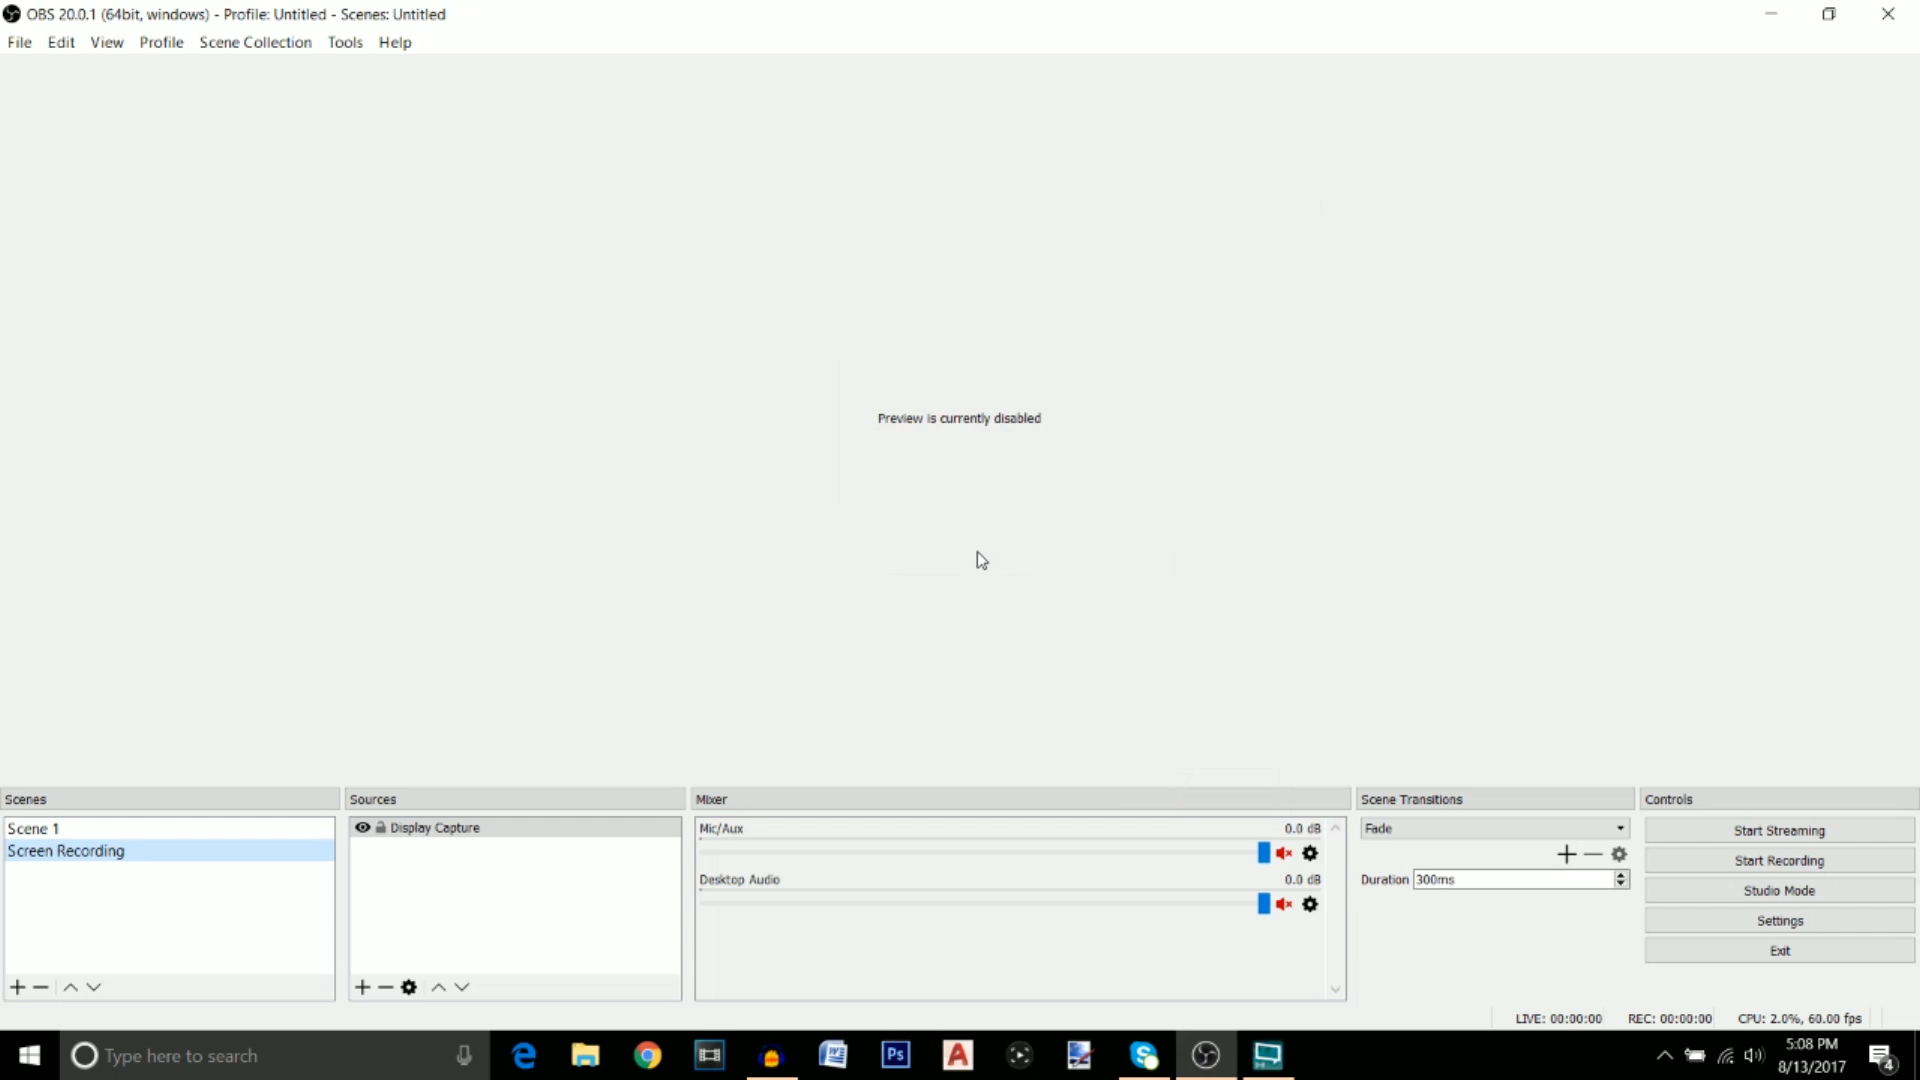 OBS 20.0.1 (64bit, windows) - Profile: Untitled - Scenes: Untitled
File Edit View Profile Scene Collection Tools Help
Preview is currently disabled
Scenes
Scene 1
Screen Recording
Sources
Display Capture
Mixer
Mic/Aux 0.0 dB
Desktop Audio 0.0 dB
Scene Transitions
Fade
Duration 300ms
Controls
Start Streaming
Start Recording
Studio Mode
Settings
Exit
LIVE: 00:00:00 REC: 00:00:00 CPU: 2.0%, 60.00 fps
Type here to search
Ps
5:08 PM
8/13/2017
4